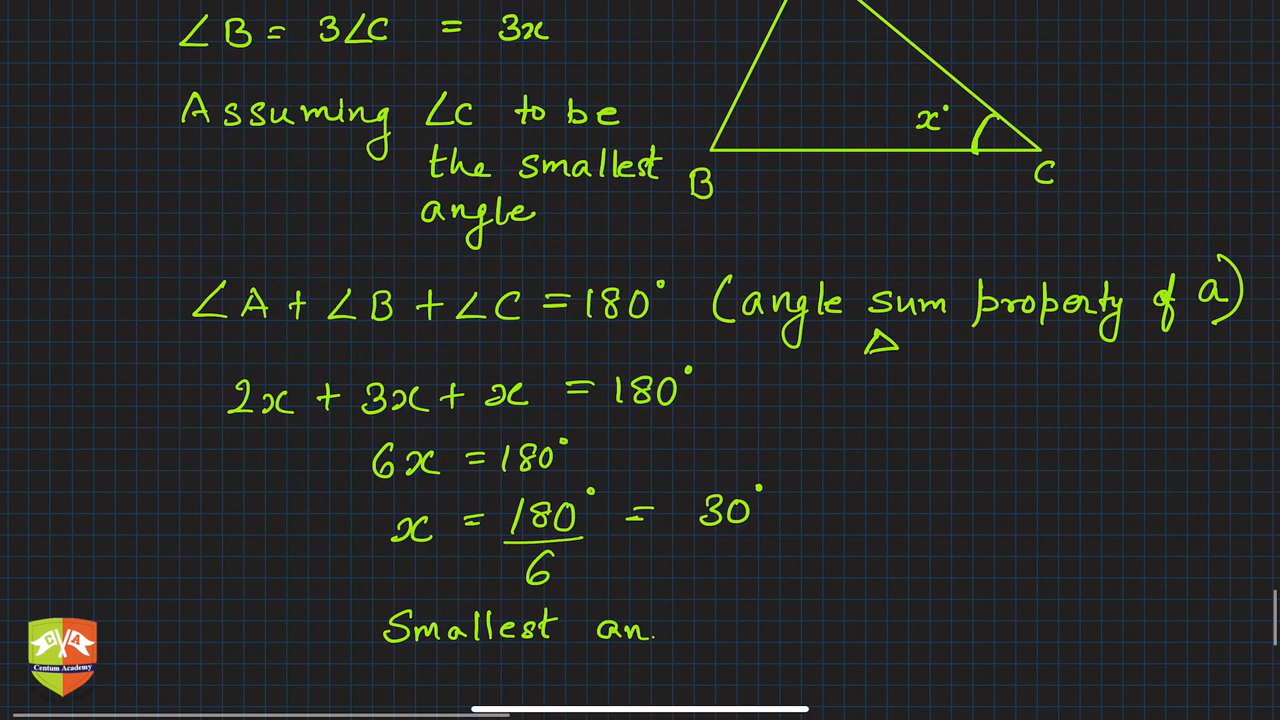 ∠B = 3∠C = 3x
Assuming ∠C to be
the smallest
angle
x°
B
C
∠A + ∠B + ∠C = 180° (angle sum property of a)
Δ
2x + 3x + x = 180°
6x = 180°
x = 180°/6 = 30°
Smallest an.
C A
Centum Academy